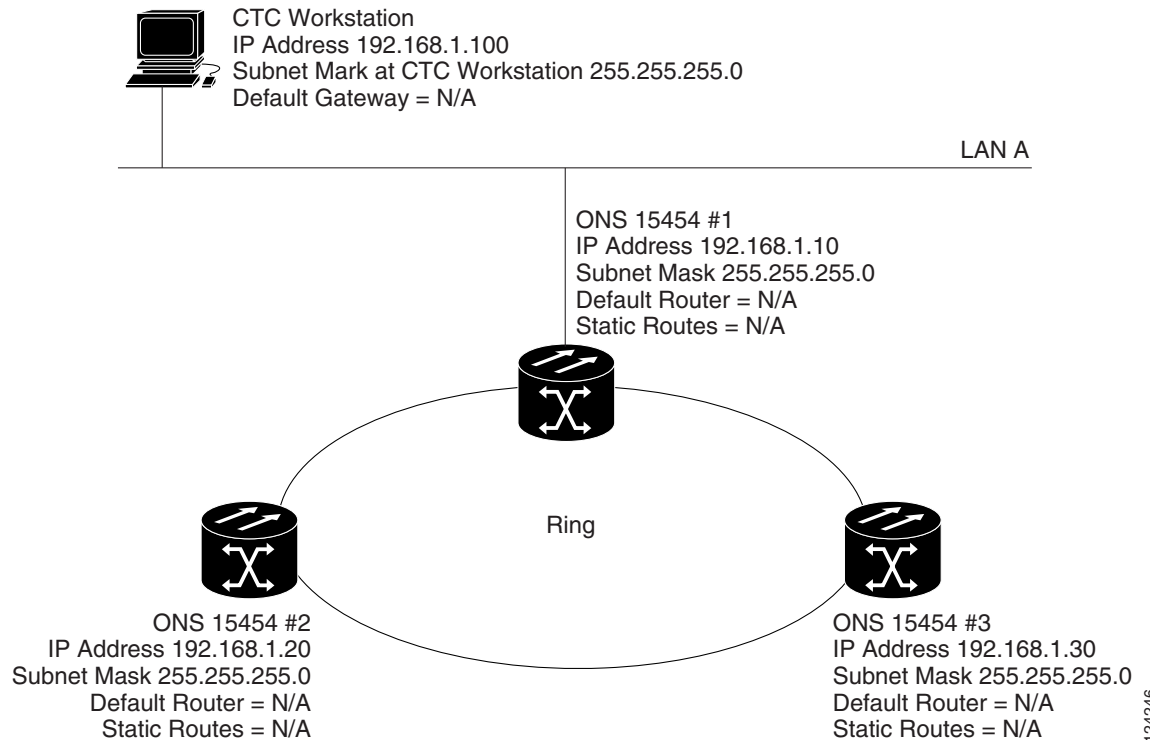 CTC Workstation
IP Address 192.168.1.100
Subnet Mark at CTC Workstation 255.255.255.0
Default Gateway = N/A
LAN A
ONS 15454 #1
IP Address 192.168.1.10
Subnet Mask 255.255.255.0
Default Router = N/A
Static Routes = N/A
Ring
ONS 15454 #2
IP Address 192.168.1.20
Subnet Mask 255.255.255.0
Default Router = N/A
Static Routes = N/A
ONS 15454 #3
IP Address 192.168.1.30
Subnet Mask 255.255.255.0
Default Router = N/A
Static Routes = N/A